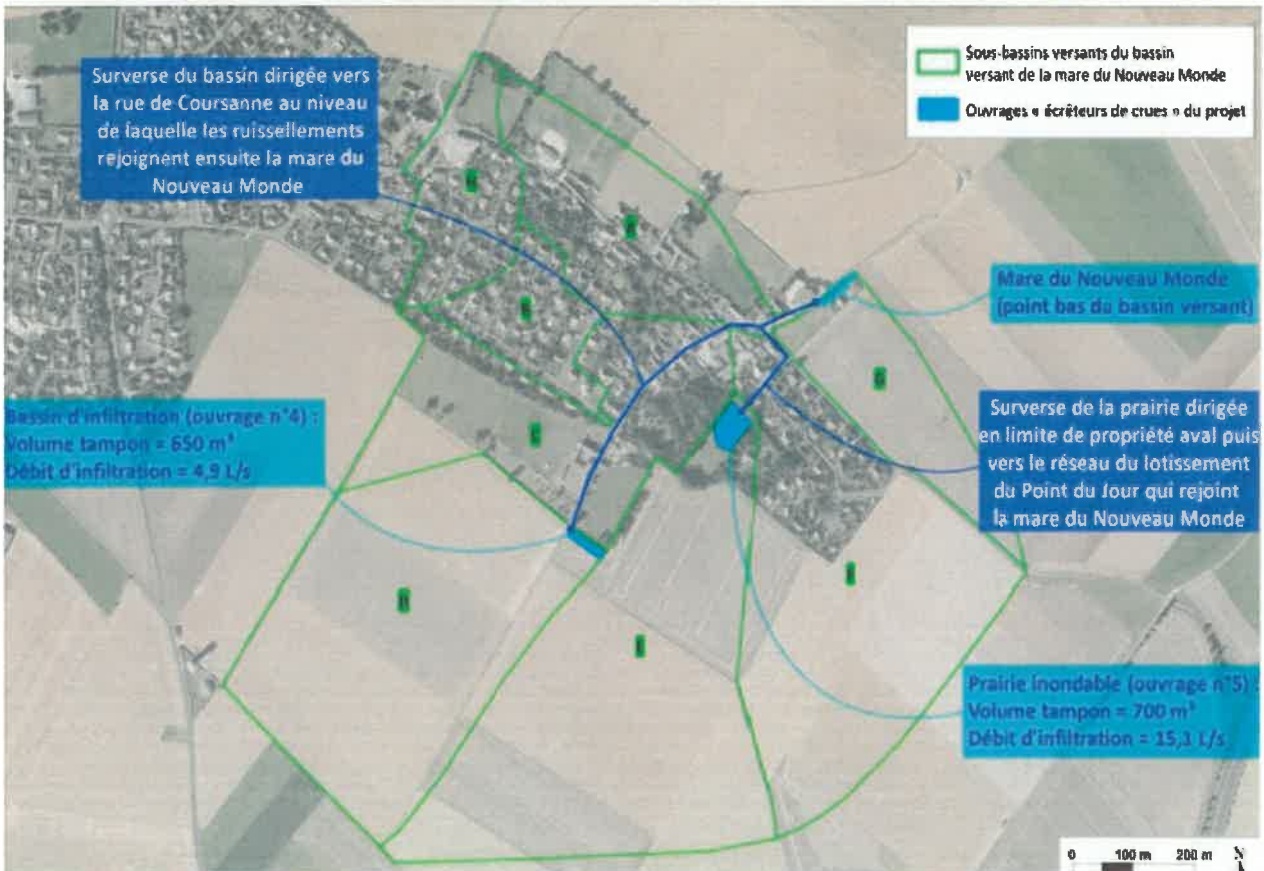 Sous-bassins versants du bassin
versant de la mare du Nouveau Monde
Ouvrages « écrêteurs de crues » du projet
Surverse du bassin dirigée vers
la rue de Coursanne au niveau
de laquelle les ruissellements
rejoignent ensuite la mare du
Nouveau Monde
Mare du Nouveau Monde
(point bas du bassin versant)
Surverse de la prairie dirigée
en limite de propriété aval puis
vers le réseau du lotissement
du Point du Jour qui rejoint
la mare du Nouveau Monde
Bassin d'infiltration (ouvrage n°4) :
Volume tampon = 650 m³
Débit d'infiltration = 4,9 L/s
Prairie inondable (ouvrage n°5) :
Volume tampon = 700 m³
Débit d'infiltration = 15,3 L/s
0 100 m 200 m N